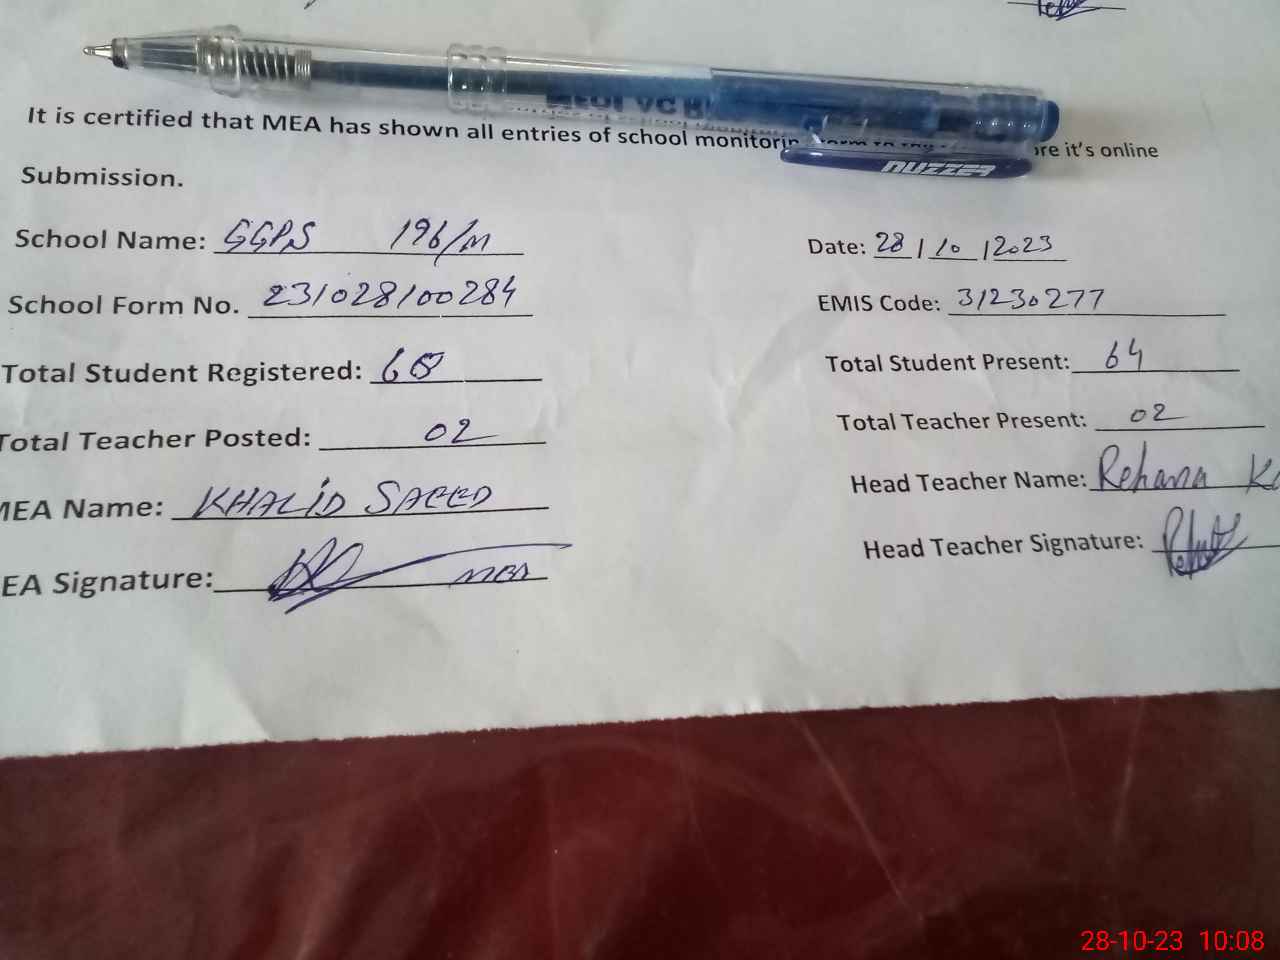 It is certified that MEA has shown all entries of school monitoring form it's online
Submission.
NUZZER
School Name: GGPS 196/M Date: 28/10/2023
School Form No. 231028100284 EMIS Code: 31230277
Total Student Registered: Total Student Present: 64
Total Teacher Posted: 02 Total Teacher Present: 02
MEA Name: KHALID SAEED Head Teacher Name: Rehana
EA Signature: MEA Head Teacher Signature:
28-10-23 10:08